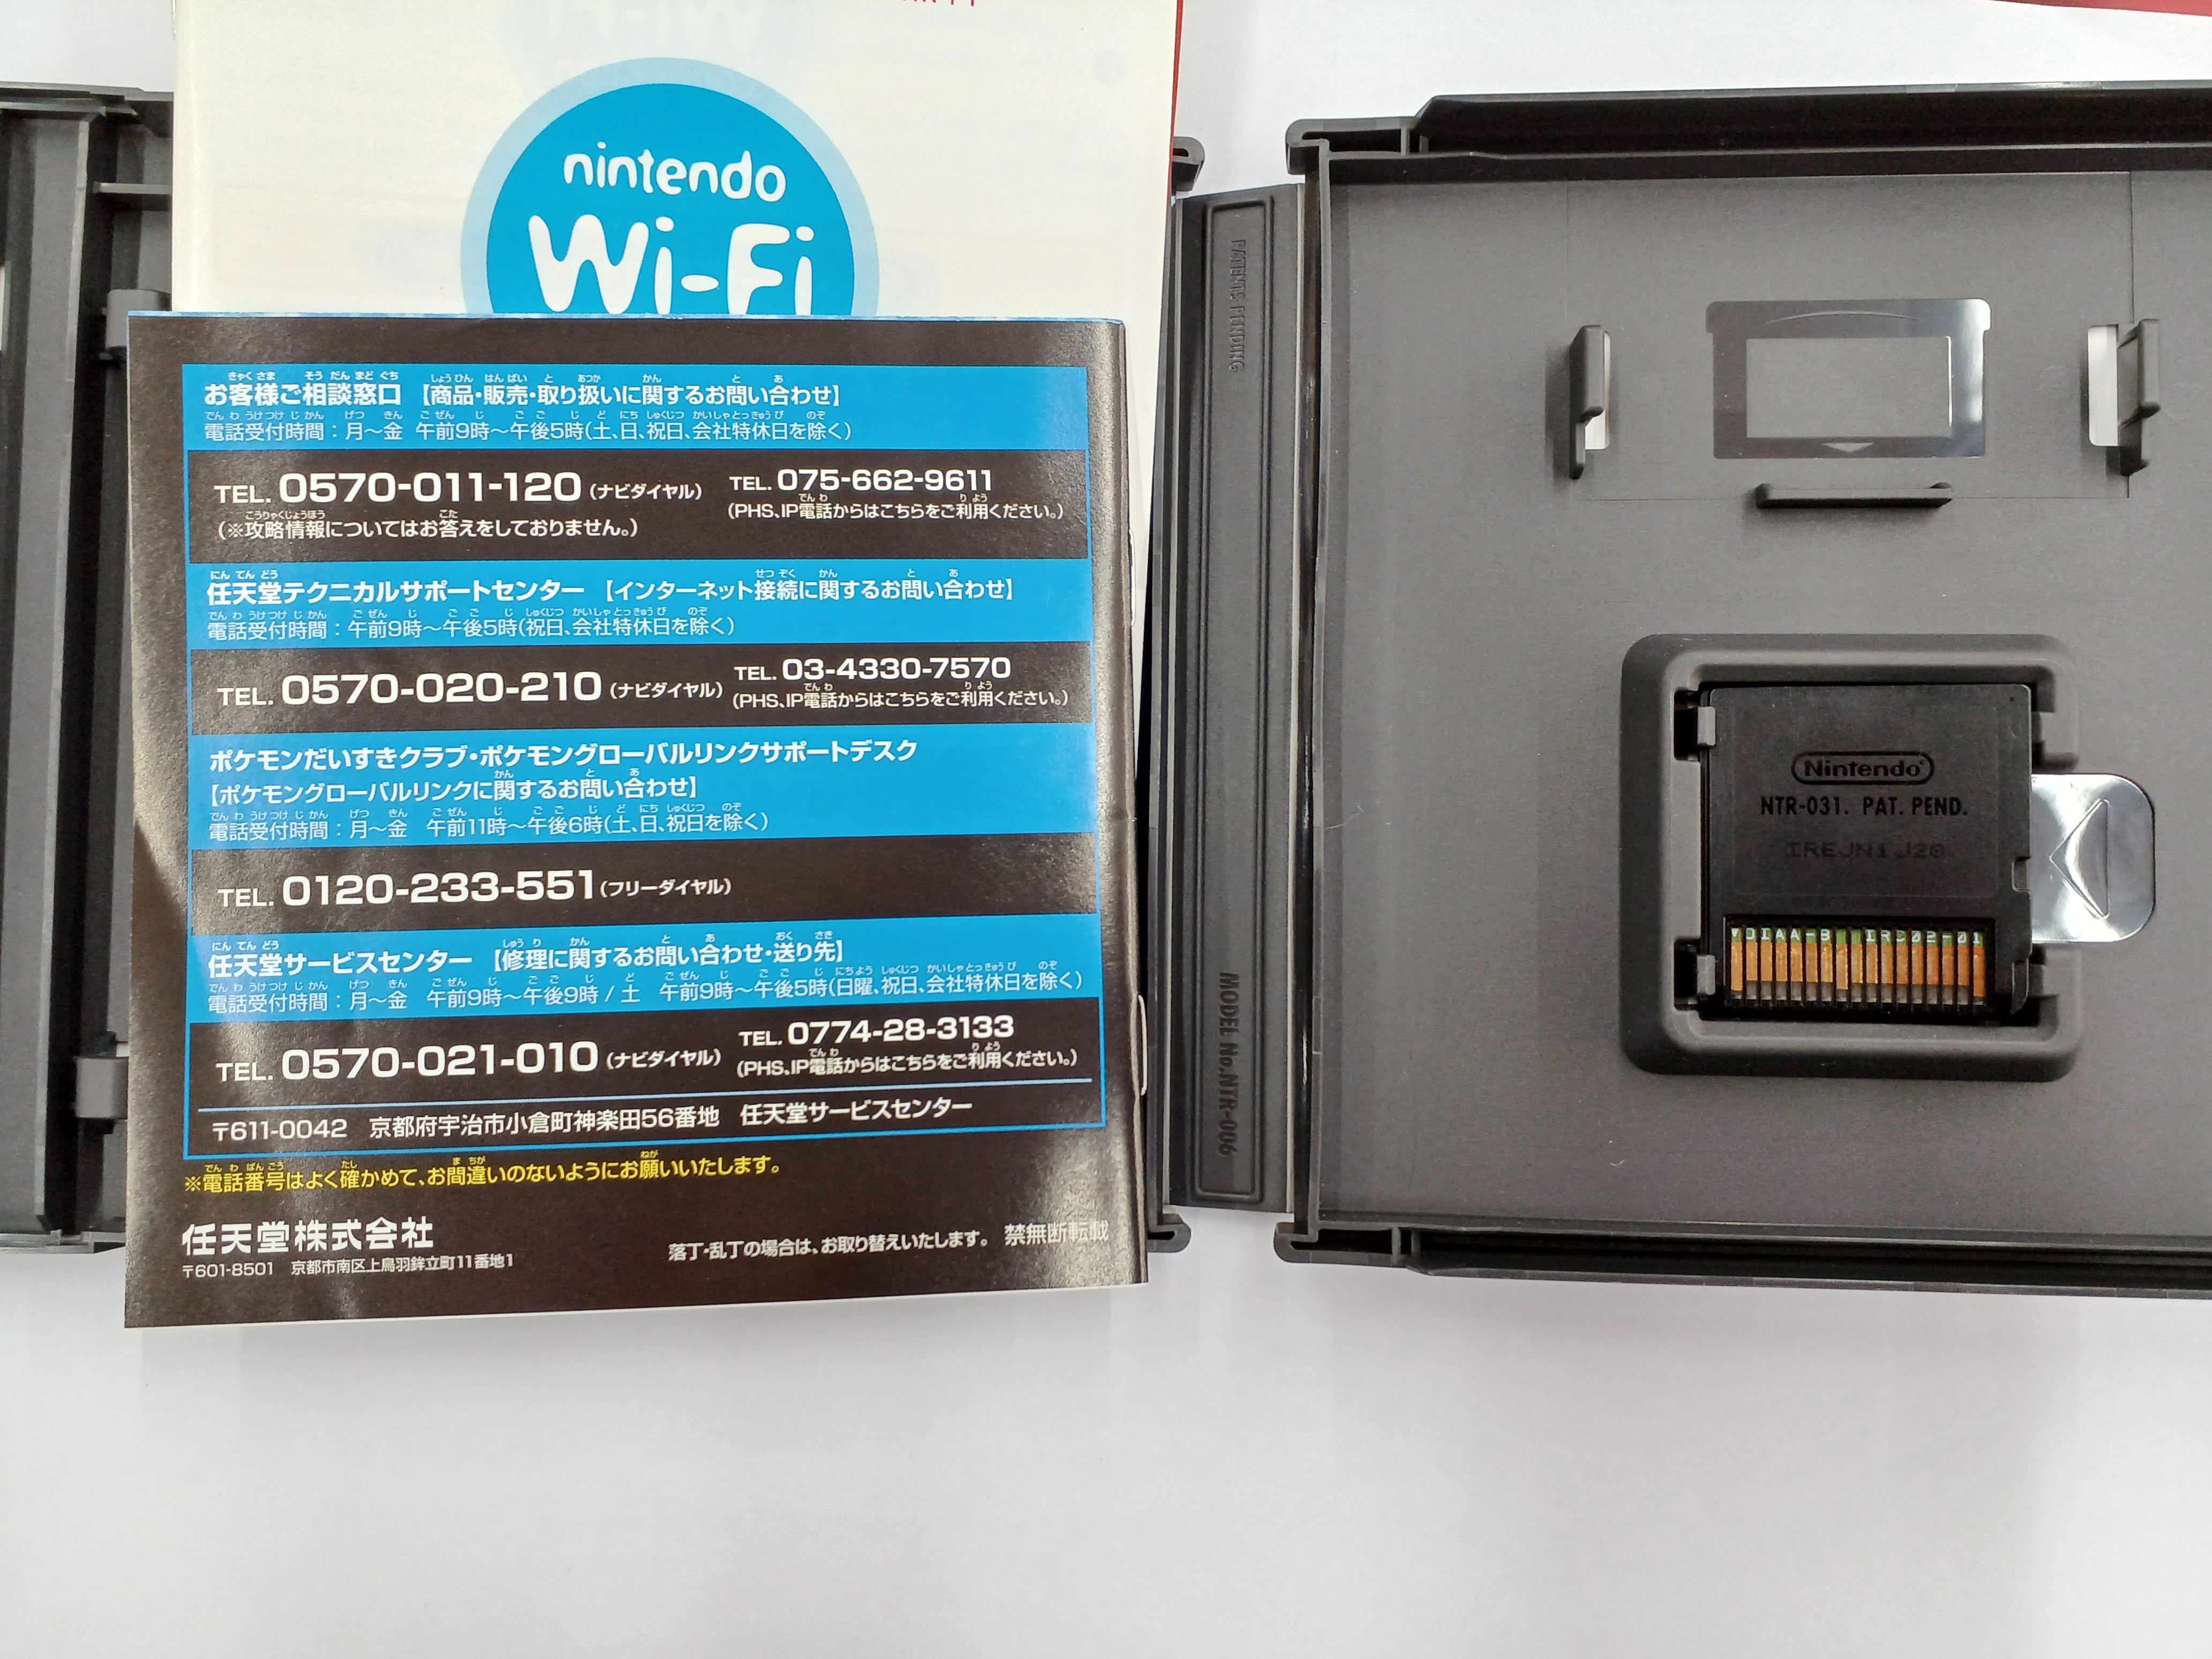 nintendo
Wi-Fi
お客様ご相談窓口【商品・販売・取り扱いに関するお問い合わせ】
電話受付時間：月～金 午前9時～午後5時(土、日、祝日、会社特休日を除く)
TEL. 0570-011-120(ナビダイヤル) TEL. 075-662-9611
(※攻略情報についてはお答えをしておりません。) (PHS、IP電話からはこちらをご利用ください。)
任天堂テクニカルサポートセンター【インターネット接続に関するお問い合わせ】
電話受付時間：午前9時～午後5時(祝日、会社特休日を除く)
TEL. 0570-020-210(ナビダイヤル) TEL. 03-4330-7570
(PHS、IP電話からはこちらをご利用ください。)
ポケモンだいすきクラブ・ポケモングローバルリンクサポートデスク
【ポケモングローバルリンクに関するお問い合わせ】
電話受付時間：月～金 午前11時～午後6時(土、日、祝日を除く)
TEL. 0120-233-551(フリーダイヤル)
任天堂サービスセンター【修理に関するお問い合わせ・送り先】
電話受付時間：月～金 午前9時～午後9時 / 土 午前9時～午後5時(日曜、祝日、会社特休日を除く)
TEL. 0570-021-010(ナビダイヤル) TEL. 0774-28-3133
(PHS、IP電話からはこちらをご利用ください。)
〒611-0042 京都府宇治市小倉町神楽田56番地 任天堂サービスセンター
※電話番号はよく確かめて、お間違いのないようにお願いいたします。
任天堂株式会社
〒601-8501 京都市南区上鳥羽鉾立町11番地1
落丁・乱丁の場合は、お取り替えいたします。 禁無断転載
PATENTS PENDING
MODEL No.NTR-006
Nintendo
NTR-031. PAT. PEND.
IREJN1J20